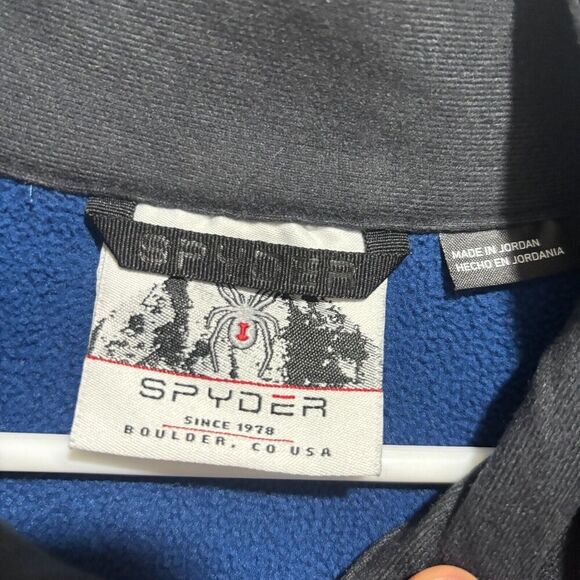 SPYDER
MADE IN JORDAN
HECHO EN JORDANIA
SPYDER
SINCE 1978
BOULDER, CO USA